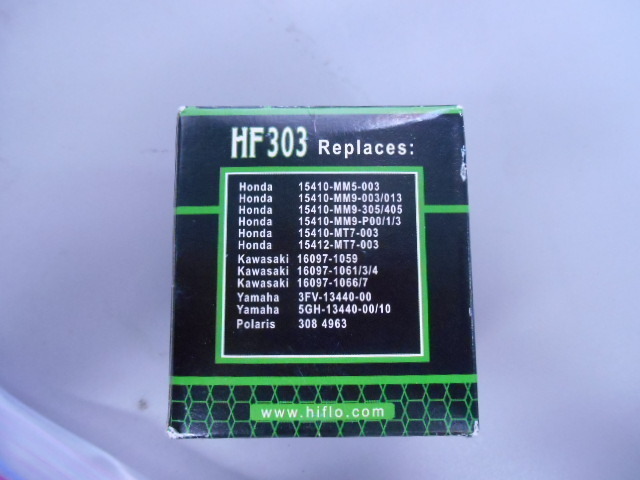 HF303 Replaces:
Honda 15410-MM5-003
Honda 15410-MM9-003/013
Honda 15410-MM9-305/405
Honda 15410-MM9-P00/1/3
Honda 15410-MT7-003
Honda 15412-MT7-003
Kawasaki 16097-1059
Kawasaki 16097-1061/3/4
Kawasaki 16097-1066/7
Yamaha 3FV-13440-00
Yamaha 5GH-13440-00/10
Polaris 308 4963
www.hiflo.com